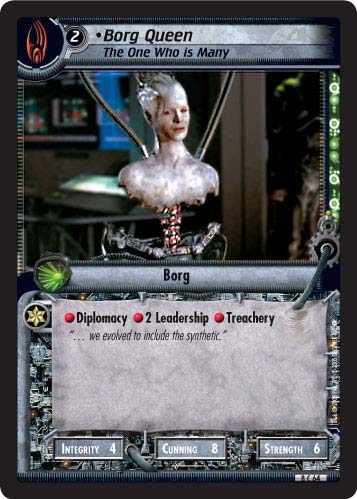 2
•Borg Queen
The One Who is Many
Borg
Diplomacy 2 Leadership Treachery
“… we evolved to include the synthetic.”
INTEGRITY 4 CUNNING 8 STRENGTH 6